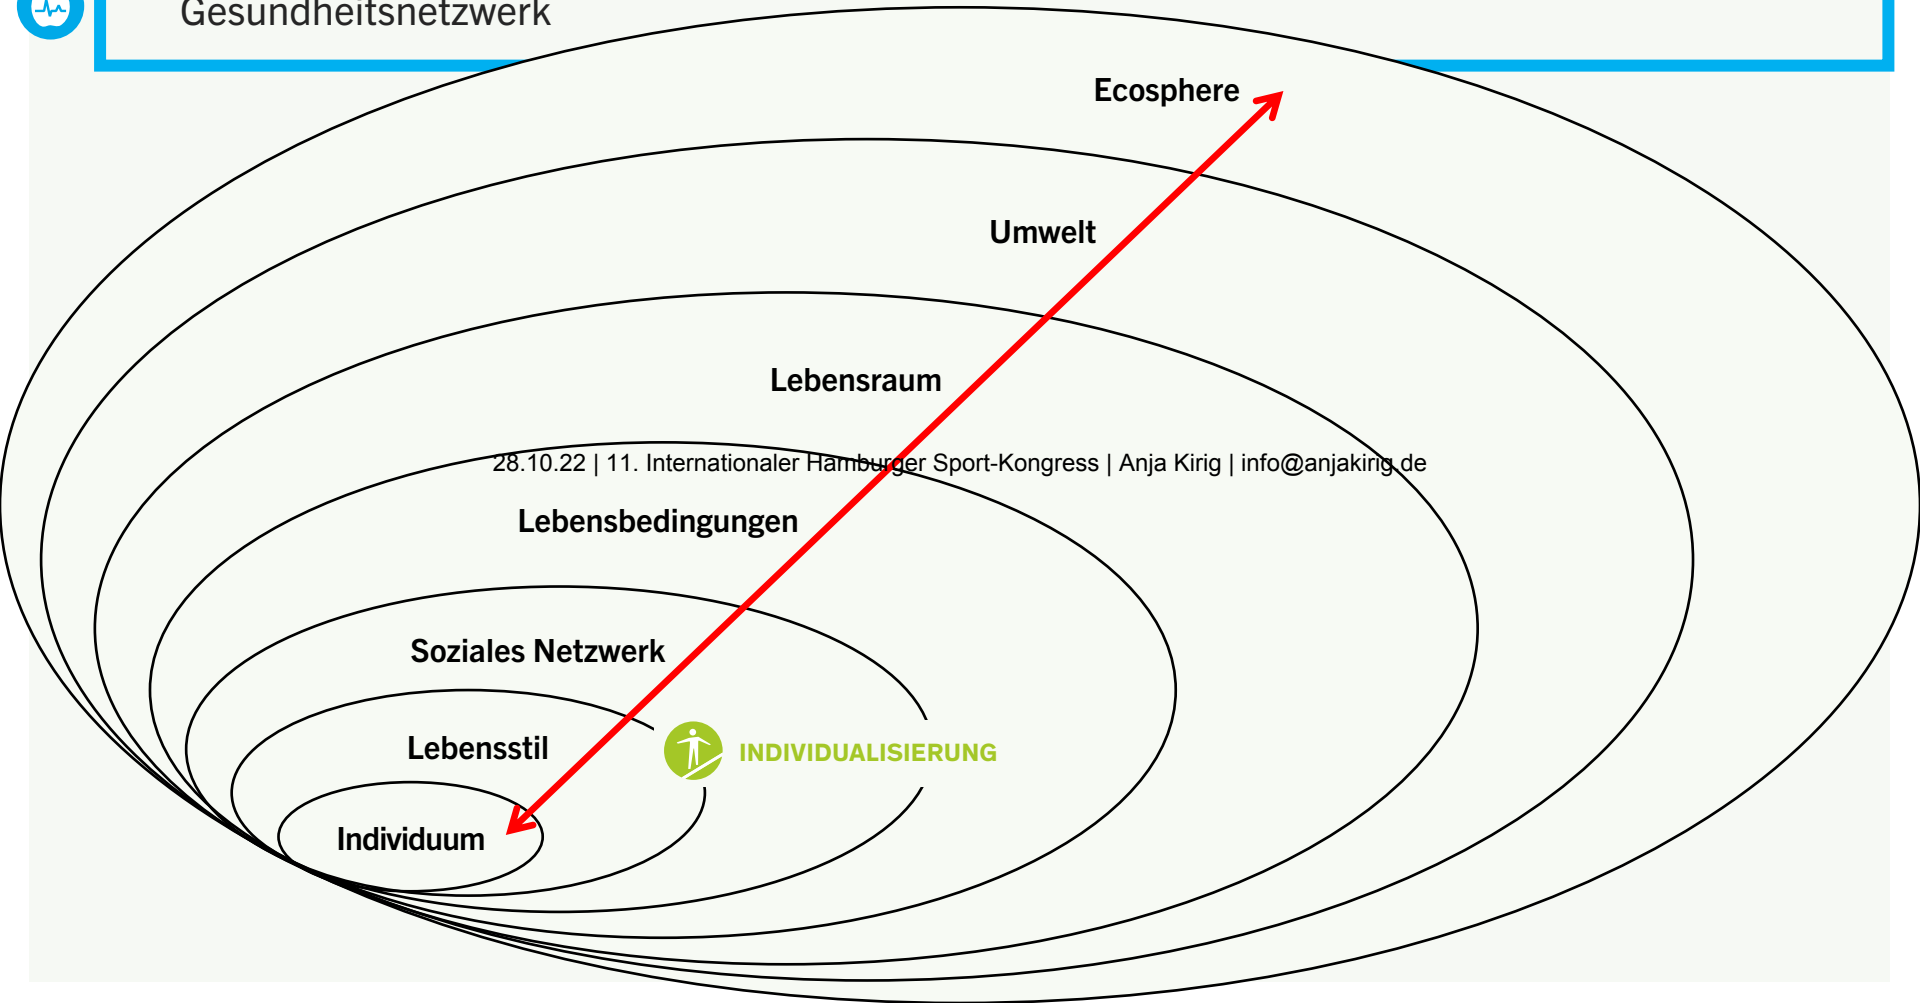 Gesundheitsnetzwerk
Ecosphere
Umwelt
Lebensraum
28.10.22 | 11. Internationaler Hamburger Sport-Kongress | Anja Kirig | info@anjakirig.de
Lebensbedingungen
Soziales Netzwerk
Lebensstil
INDIVIDUALISIERUNG
Individuum